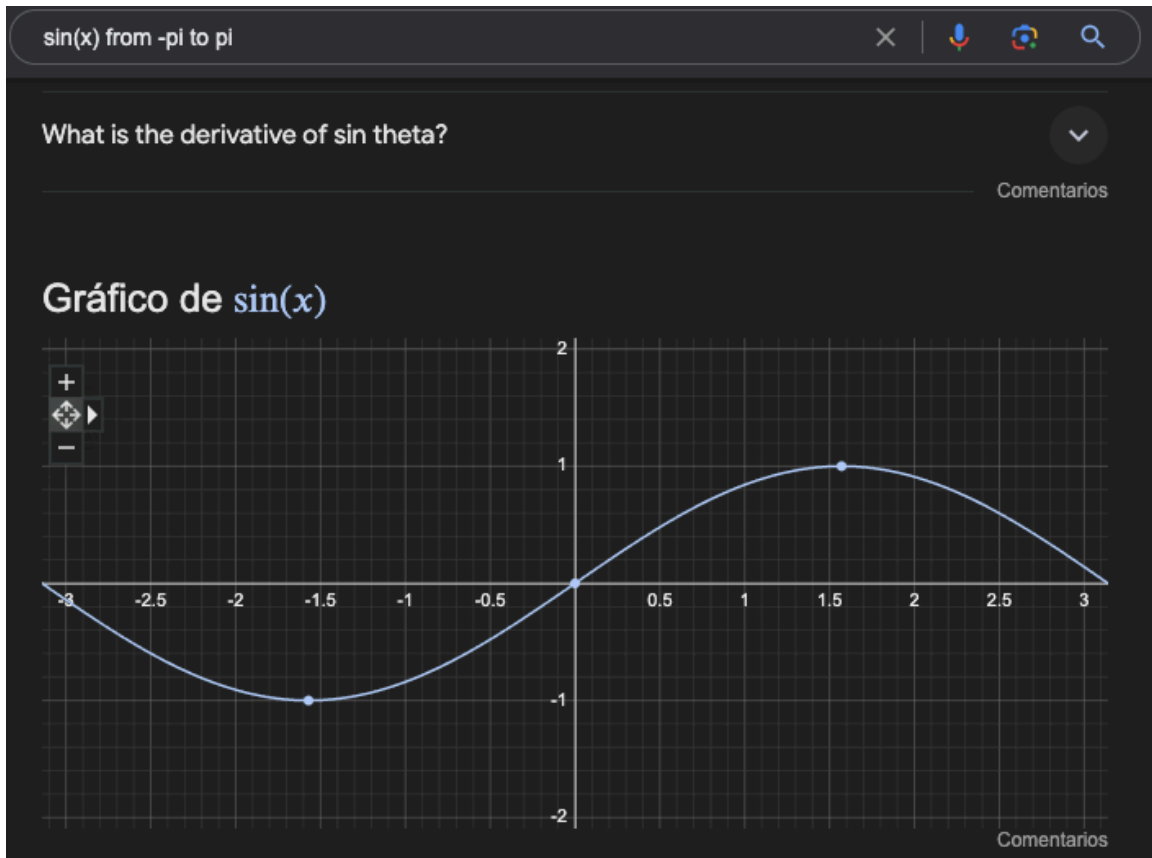 sin(x) from -pi to pi
What is the derivative of sin theta?
Comentarios
Gráfico de sin(x)
2
1
-3 -2.5 -2 -1.5 -1 -0.5 0.5 1 1.5 2 2.5 3
-1
-2
Comentarios